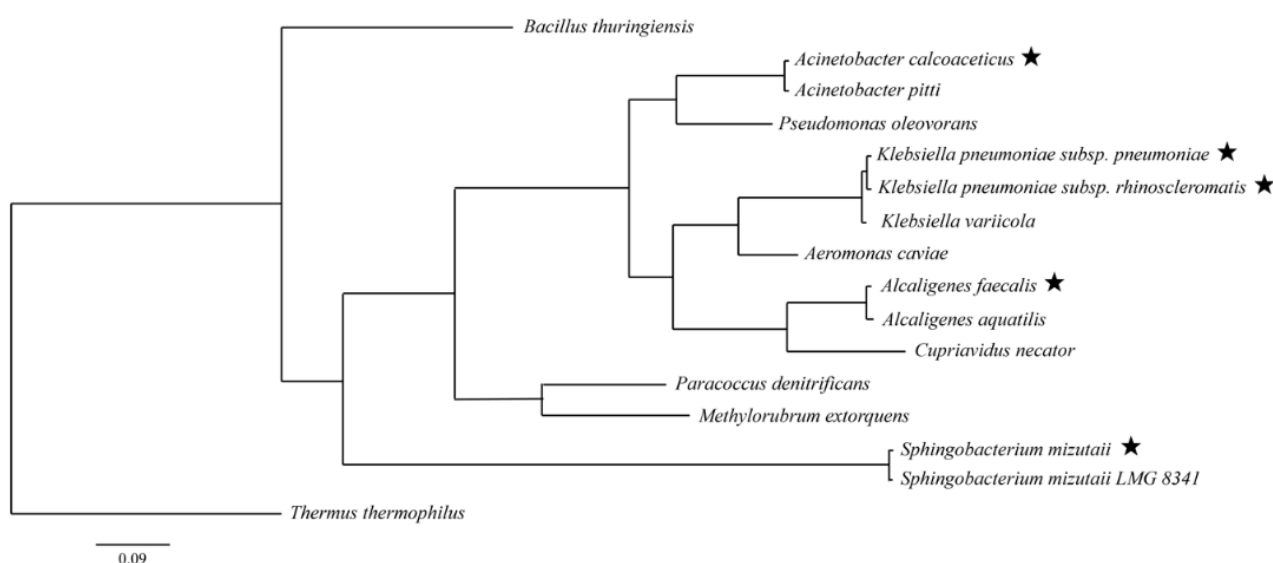 Bacillus thuringiensis
Acinetobacter calcoaceticus ★
Acinetobacter pitti
Pseudomonas oleovorans
Klebsiella pneumoniae subsp. pneumoniae ★
Klebsiella pneumoniae subsp. rhinoscleromatis ★
Klebsiella variicola
Aeromonas caviae
Alcaligenes faecalis ★
Alcaligenes aquatilis
Cupriavidus necator
Paracoccus denitrificans
Methylorubrum extorquens
Sphingobacterium mizutaii ★
Sphingobacterium mizutaii LMG 8341
Thermus thermophilus
0.09